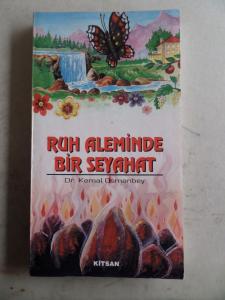 RUH ALEMİNDE
BİR SEYAHAT
Dr. Kemal Osmanbey
KİTSAN